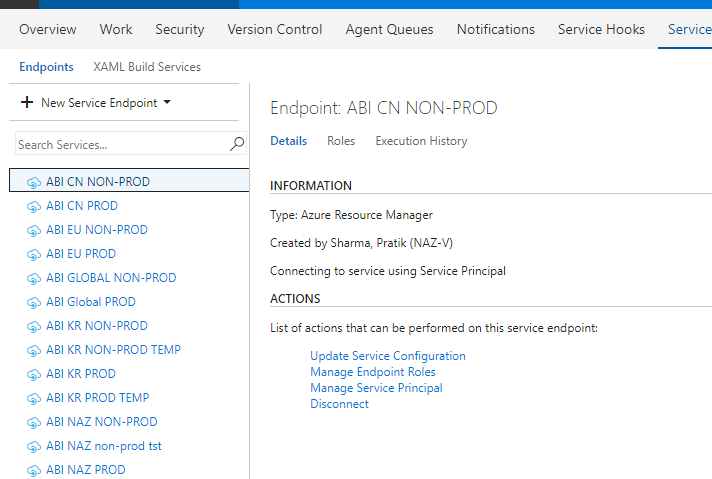 Overview Work Security Version Control Agent Queues Notifications Service Hooks Service
Endpoints XAML Build Services
New Service Endpoint
Search Services...
ABI CN NON-PROD
ABI CN PROD
ABI EU NON-PROD
ABI EU PROD
ABI GLOBAL NON-PROD
ABI Global PROD
ABI KR NON-PROD
ABI KR NON-PROD TEMP
ABI KR PROD
ABI KR PROD TEMP
ABI NAZ NON-PROD
ABI NAZ non-prod tst
ABI NAZ PROD
Endpoint: ABI CN NON-PROD
Details Roles Execution History
INFORMATION
Type: Azure Resource Manager
Created by Sharma, Pratik (NAZ-V)
Connecting to service using Service Principal
ACTIONS
List of actions that can be performed on this service endpoint:
Update Service Configuration
Manage Endpoint Roles
Manage Service Principal
Disconnect